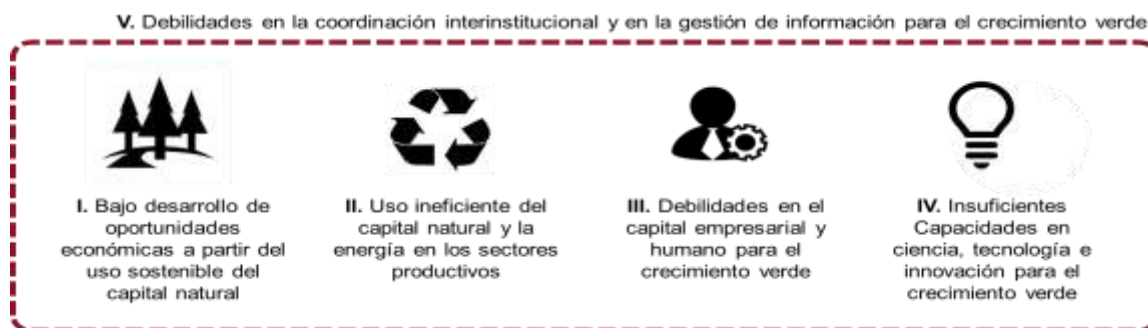 V. Debilidades en la coordinación interinstitucional y en la gestión de información para el crecimiento verde
I. Bajo desarrollo de
oportunidades
económicas a partir del
uso sostenible del
capital natural
II. Uso ineficiente del
capital natural y la
energía en los sectores
productivos
III. Debilidades en el
capital empresarial y
humano para el
crecimiento verde
IV. Insuficientes
Capacidades en
ciencia, tecnología e
innovación para el
crecimiento verde